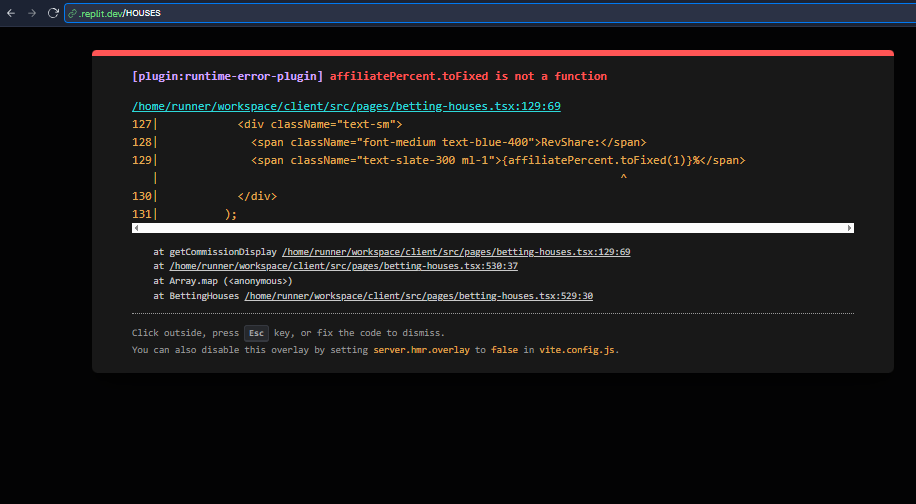 .replit.dev/HOUSES
[plugin:runtime-error-plugin] affiliatePercent.toFixed is not a function
/home/runner/workspace/client/src/pages/betting-houses.tsx:129:69
127|            <div className="text-sm">
128|              <span className="font-medium text-blue-400">RevShare:</span>
129|              <span className="text-slate-300 ml-1">{affiliatePercent.toFixed(1)}%</span>
   |                                                                      ^
130|            </div>
131|          );
at getCommissionDisplay /home/runner/workspace/client/src/pages/betting-houses.tsx:129:69
at /home/runner/workspace/client/src/pages/betting-houses.tsx:530:37
at Array.map (<anonymous>)
at BettingHouses /home/runner/workspace/client/src/pages/betting-houses.tsx:529:30
Click outside, press Esc key, or fix the code to dismiss.
You can also disable this overlay by setting server.hmr.overlay to false in vite.config.js.